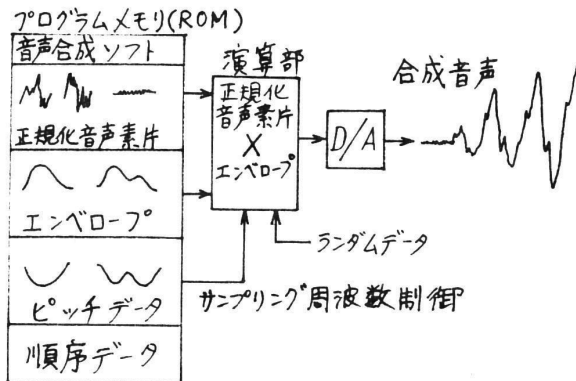 プログラムメモリ(ROM)
音声合成ソフト
正規化音声素片
エンベロープ
ピッチデータ
順序データ
演算部
正規化
音声素片
×
エンベロープ
D/A
合成音声
ランダムデータ
サンプリング周波数制御